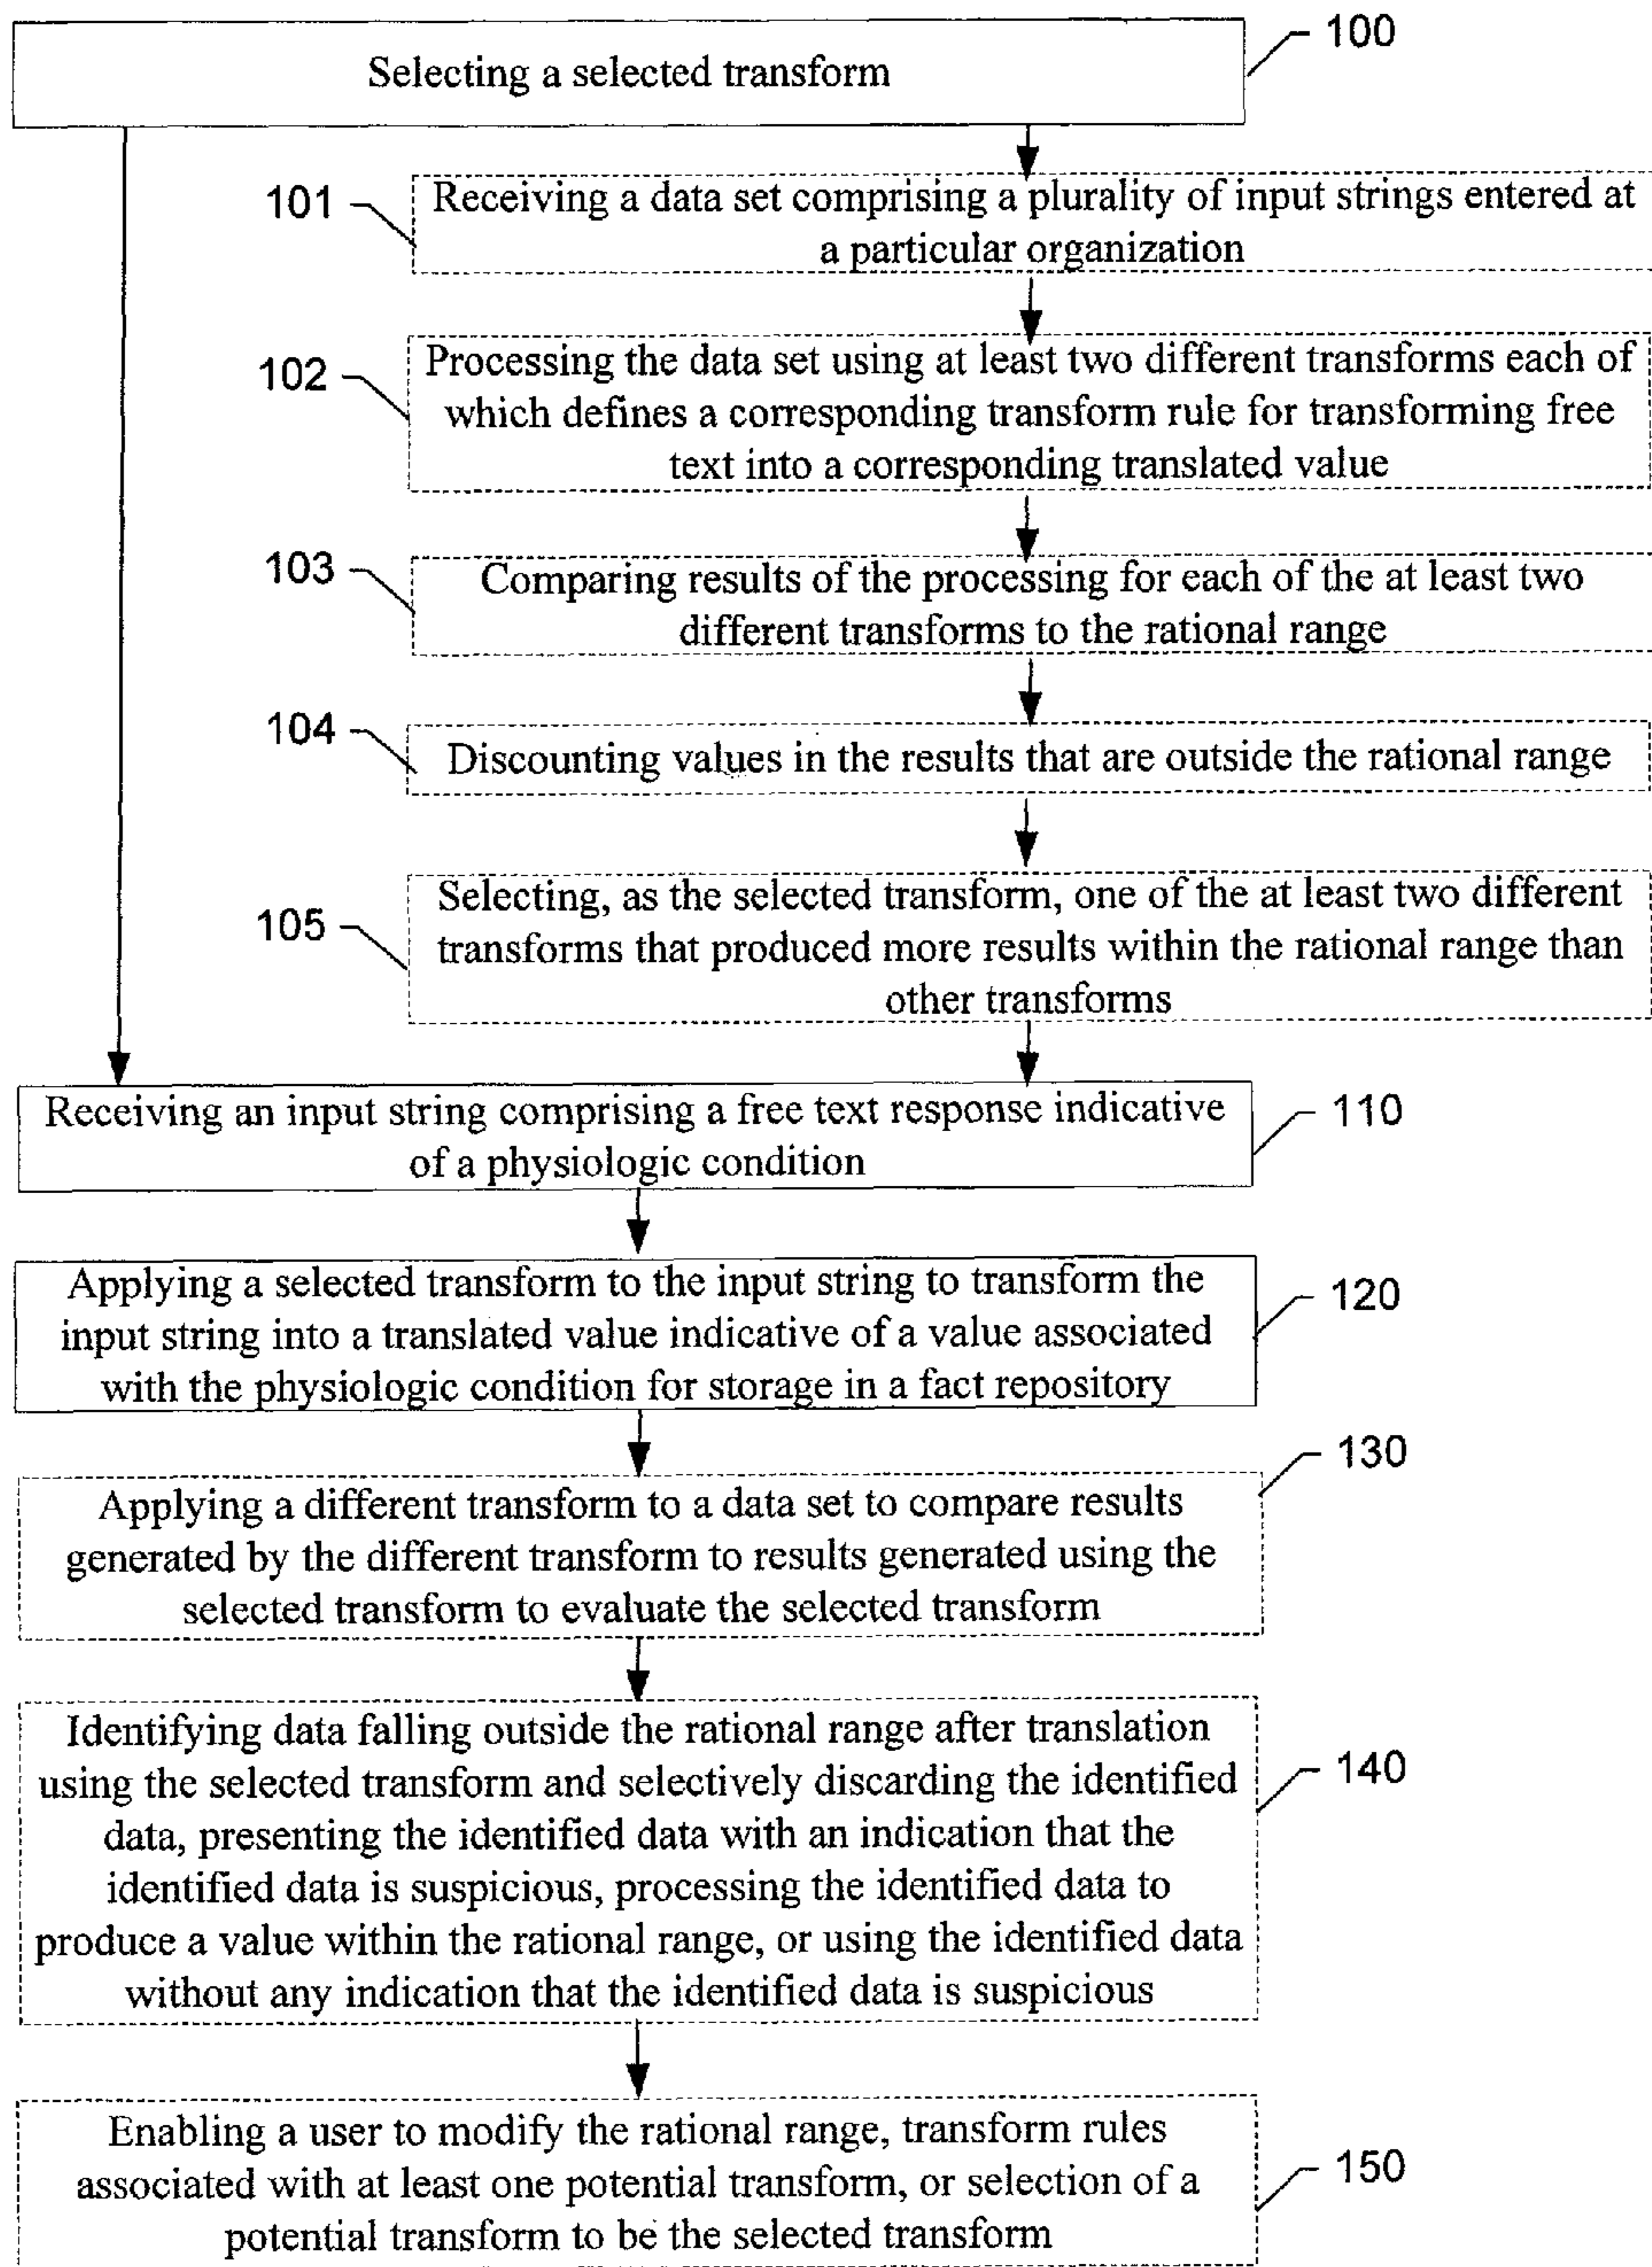 100
Selecting a selected transform
101
Receiving a data set comprising a plurality of input strings entered at
a particular organization
102
Processing the data set using at least two different transforms each of
which defines a corresponding transform rule for transforming free
text into a corresponding translated value
103
Comparing results of the processing for each of the at least two
different transforms to the rational range
104
Discounting values in the results that are outside the rational range
105
Selecting, as the selected transform, one of the at least two different
transforms that produced more results within the rational range than
other transforms
110
Receiving an input string comprising a free text response indicative
of a physiologic condition
120
Applying a selected transform to the input string to transform the
input string into a translated value indicative of a value associated
with the physiologic condition for storage in a fact repository
130
Applying a different transform to a data set to compare results
generated by the different transform to results generated using the
selected transform to evaluate the selected transform
140
Identifying data falling outside the rational range after translation
using the selected transform and selectively discarding the identified
data, presenting the identified data with an indication that the
identified data is suspicious, processing the identified data to
produce a value within the rational range, or using the identified data
without any indication that the identified data is suspicious
150
Enabling a user to modify the rational range, transform rules
associated with at least one potential transform, or selection of a
potential transform to be the selected transform